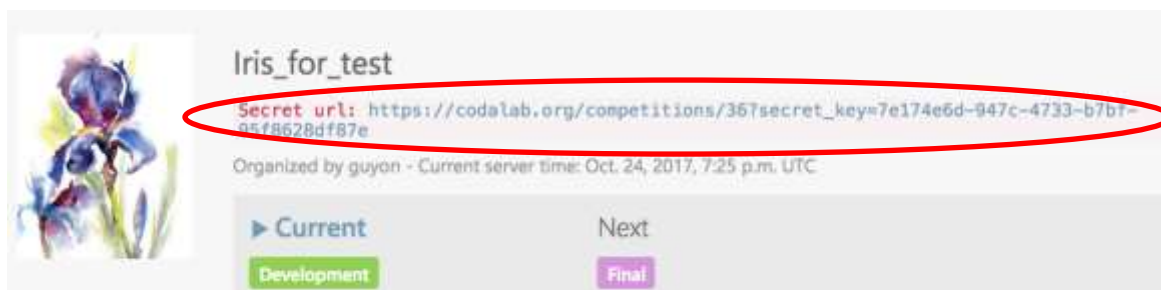 Iris_for_test
Secret url: https://codalab.org/competitions/36?secret_key=7e174e6d-947c-4733-b7bf-
95f8628df87e
Organized by guyon - Current server time: Oct. 24, 2017, 7:25 p.m. UTC
▶ Current Next
Development Final